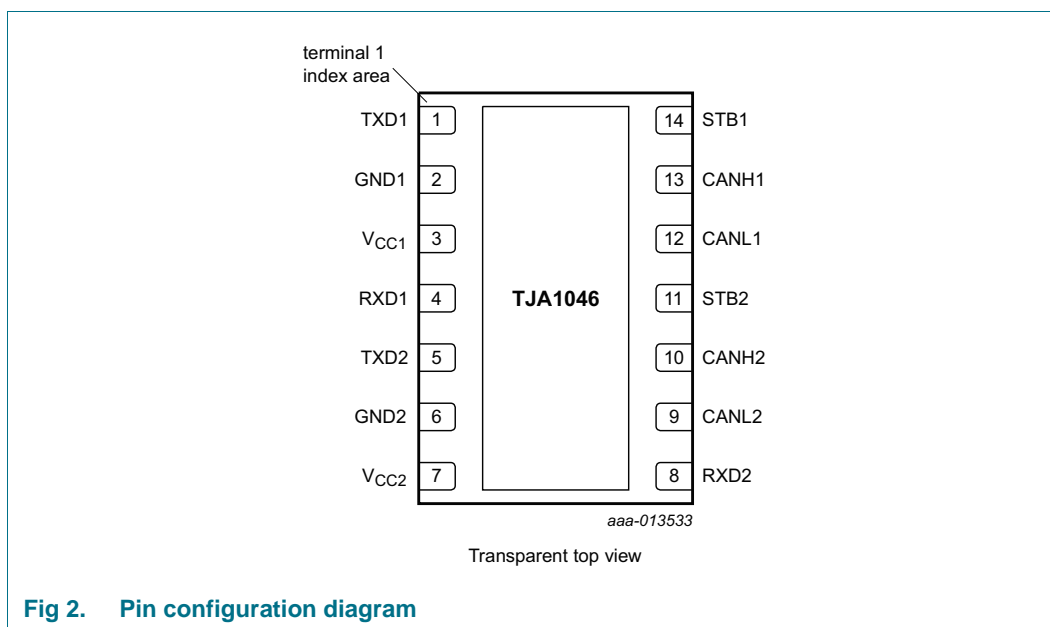 terminal 1
index area
TXD1 1 14 STB1
GND1 2 13 CANH1
VCC1 3 12 CANL1
RXD1 4 TJA1046 11 STB2
TXD2 5 10 CANH2
GND2 6 9 CANL2
VCC2 7 8 RXD2
aaa-013533
Transparent top view
Fig 2. Pin configuration diagram